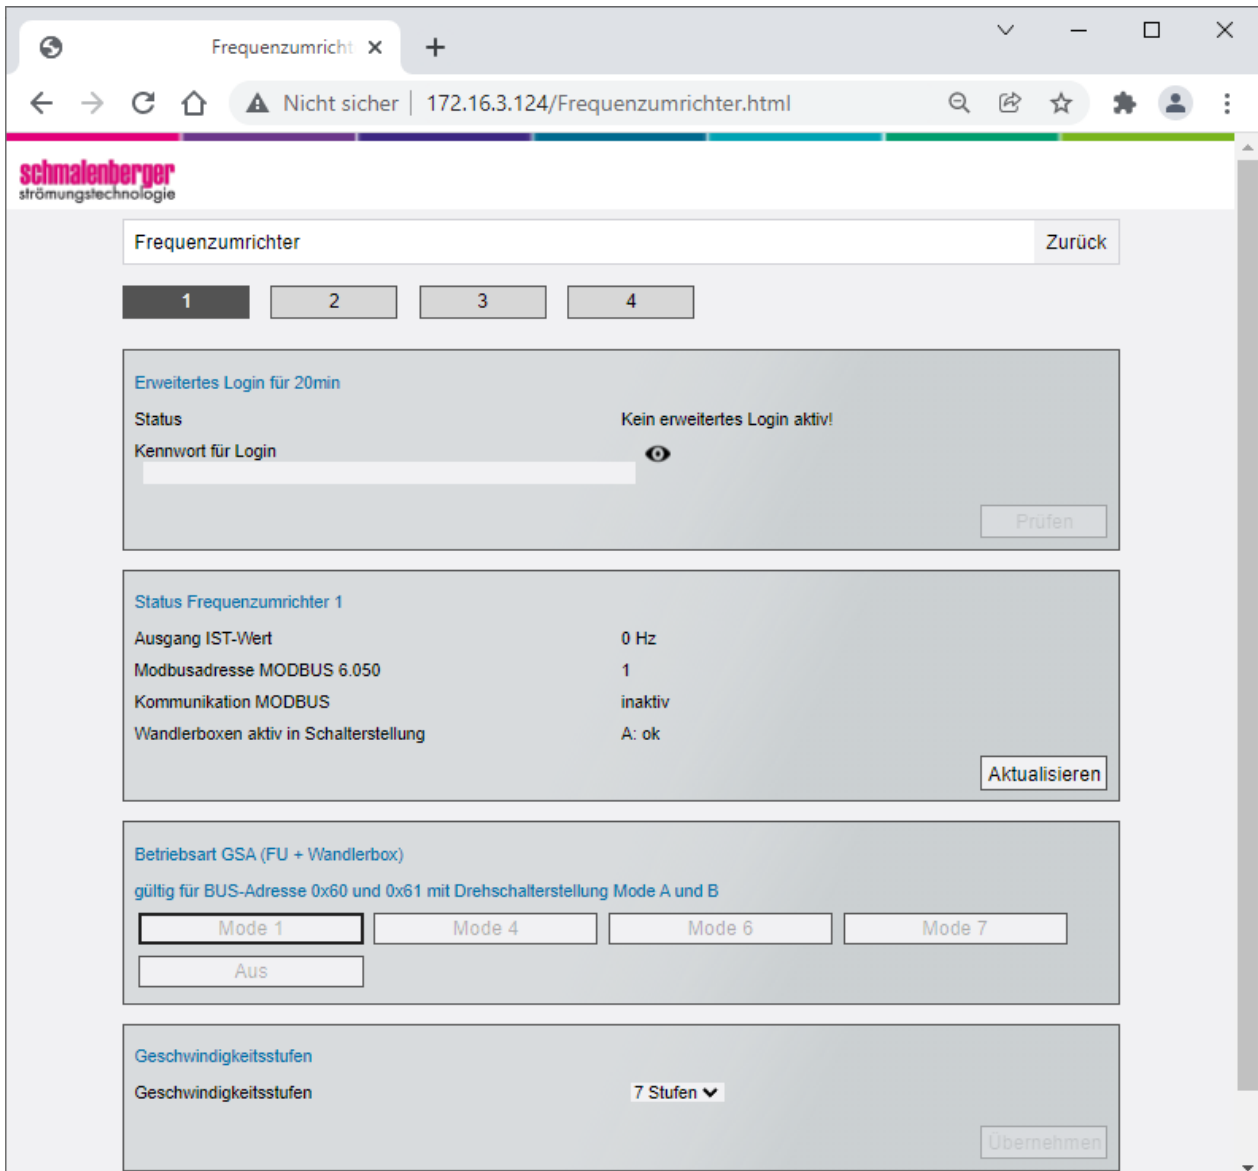 Frequenzumricht
Nicht sicher | 172.16.3.124/Frequenzumrichter.html
schmalenberger
strömungstechnologie
Frequenzumrichter Zurück
1 2 3 4
Erweitertes Login für 20min
Status Kein erweitertes Login aktiv!
Kennwort für Login
Prüfen
Status Frequenzumrichter 1
Ausgang IST-Wert 0 Hz
Modbusadresse MODBUS 6.050 1
Kommunikation MODBUS inaktiv
Wandlerboxen aktiv in Schalterstellung A: ok
Aktualisieren
Betriebsart GSA (FU + Wandlerbox)
gültig für BUS-Adresse 0x60 und 0x61 mit Drehschalterstellung Mode A und B
Mode 1 Mode 4 Mode 6 Mode 7
Aus
Geschwindigkeitsstufen
Geschwindigkeitsstufen 7 Stufen
Übernehmen